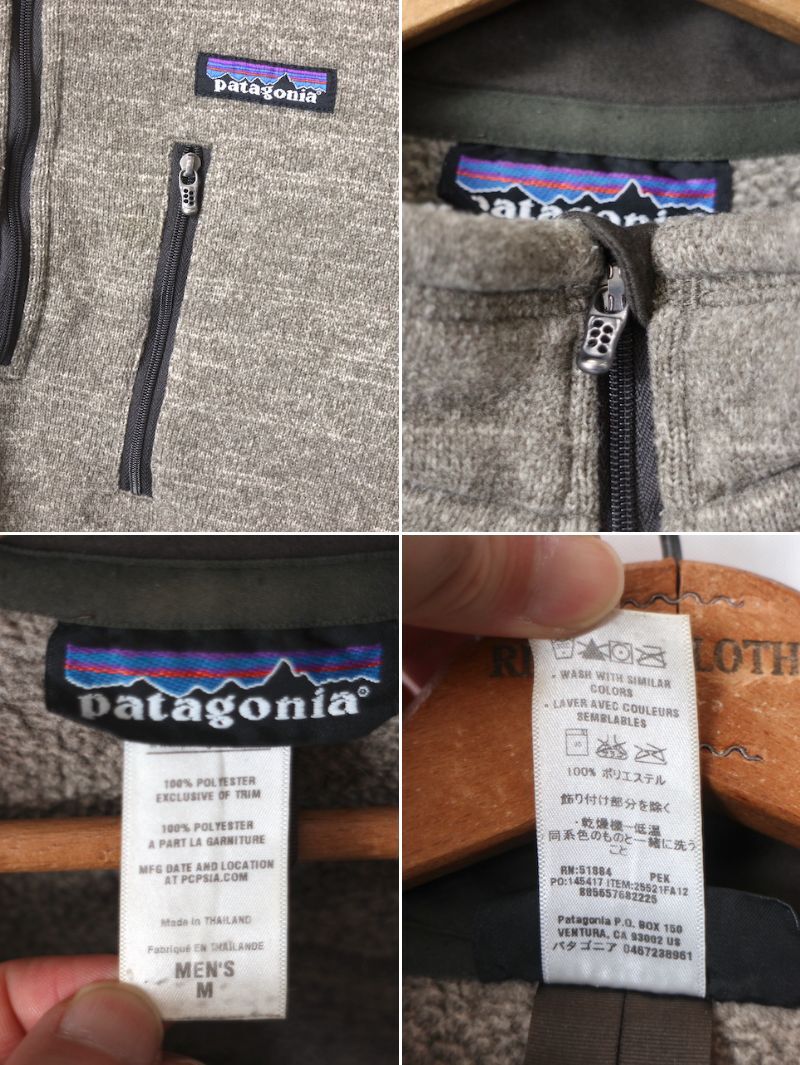 patagonia®
patagonia
patagonia®
100% POLYESTER
EXCLUSIVE OF TRIM
100% POLYESTER
A PART LA GARNITURE
MFG DATE AND LOCATION
AT PCPSIA.COM
Made in THAILAND
Fabriqué EN THAÏLANDE
MEN'S
M
LOTH
• WASH WITH SIMILAR
COLORS
• LAVER AVEC COULEURS
SEMBLABLES
100% ポリエステル
飾り付け部分を除く
・乾燥機−低温
同系色のものと一緒に洗う
こと
RN:51884 PEK
PO:145417 ITEM:25521FA12
885657682225
Patagonia P.O. BOX 150
VENTURA, CA 93002 US
パタゴニア 0467238961